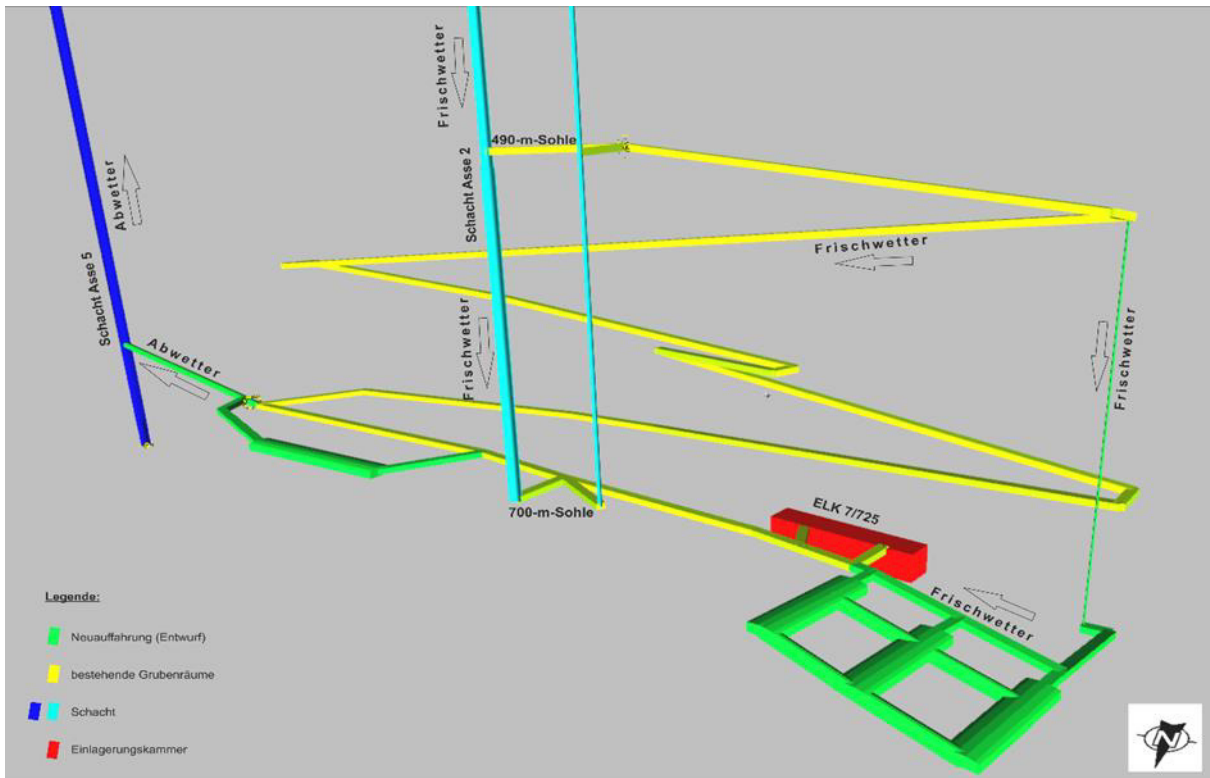 Frischwetter
Abwetter
490-m-Sohle
Schacht Asse 2
Schacht Asse 5
Frischwetter
Frischwetter
Frischwetter
Abwetter
700-m-Sohle
ELK 7/725
Frischwetter
Legende:
Neuauffahrung (Entwurf)
bestehende Grubenräume
Schacht
Einlagerungskammer
N